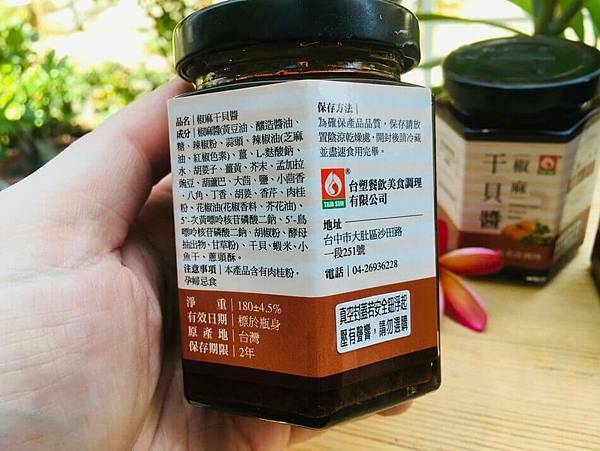 品名｜椒麻干貝醬
成分｜椒麻醬(黃豆油、釀造醬油、
糖、辣椒粉、蒜頭、辣椒油(芝麻
油、紅椒色素)、薑、L-麩酸鈉、
水、胡荽子、薑黃、芥末、孟加拉
豌豆、葫蘆巴、大茴、鹽、小茴香
、八角、丁香、胡荽、香芹、肉桂
粉、花椒油(花椒香料、芥花油)、
5'-次黃嘌呤核苷磷酸二鈉、5'-鳥
嘌呤核苷磷酸二鈉、胡椒粉、酵母
抽出物、甘草粉)、干貝、蝦米、小
魚干、蔥頭酥。
注意事項｜本產品含有肉桂粉，
孕婦忌食
淨重｜180±4.5%
有效日期｜標於瓶身
原產地｜台灣
保存期限｜2年
保存方法｜
為確保產品品質，保存請放
置陰涼乾燥處，開封後請冷藏
並盡速食用完畢。
TAIR SUN
®
台塑餐飲美食調理
有限公司
地址
台中市大肚區沙田路
一段251號
電話｜04-26936228
真空封蓋若安全鈕浮起
壓有聲響，請勿選購
椒麻
干貝醬